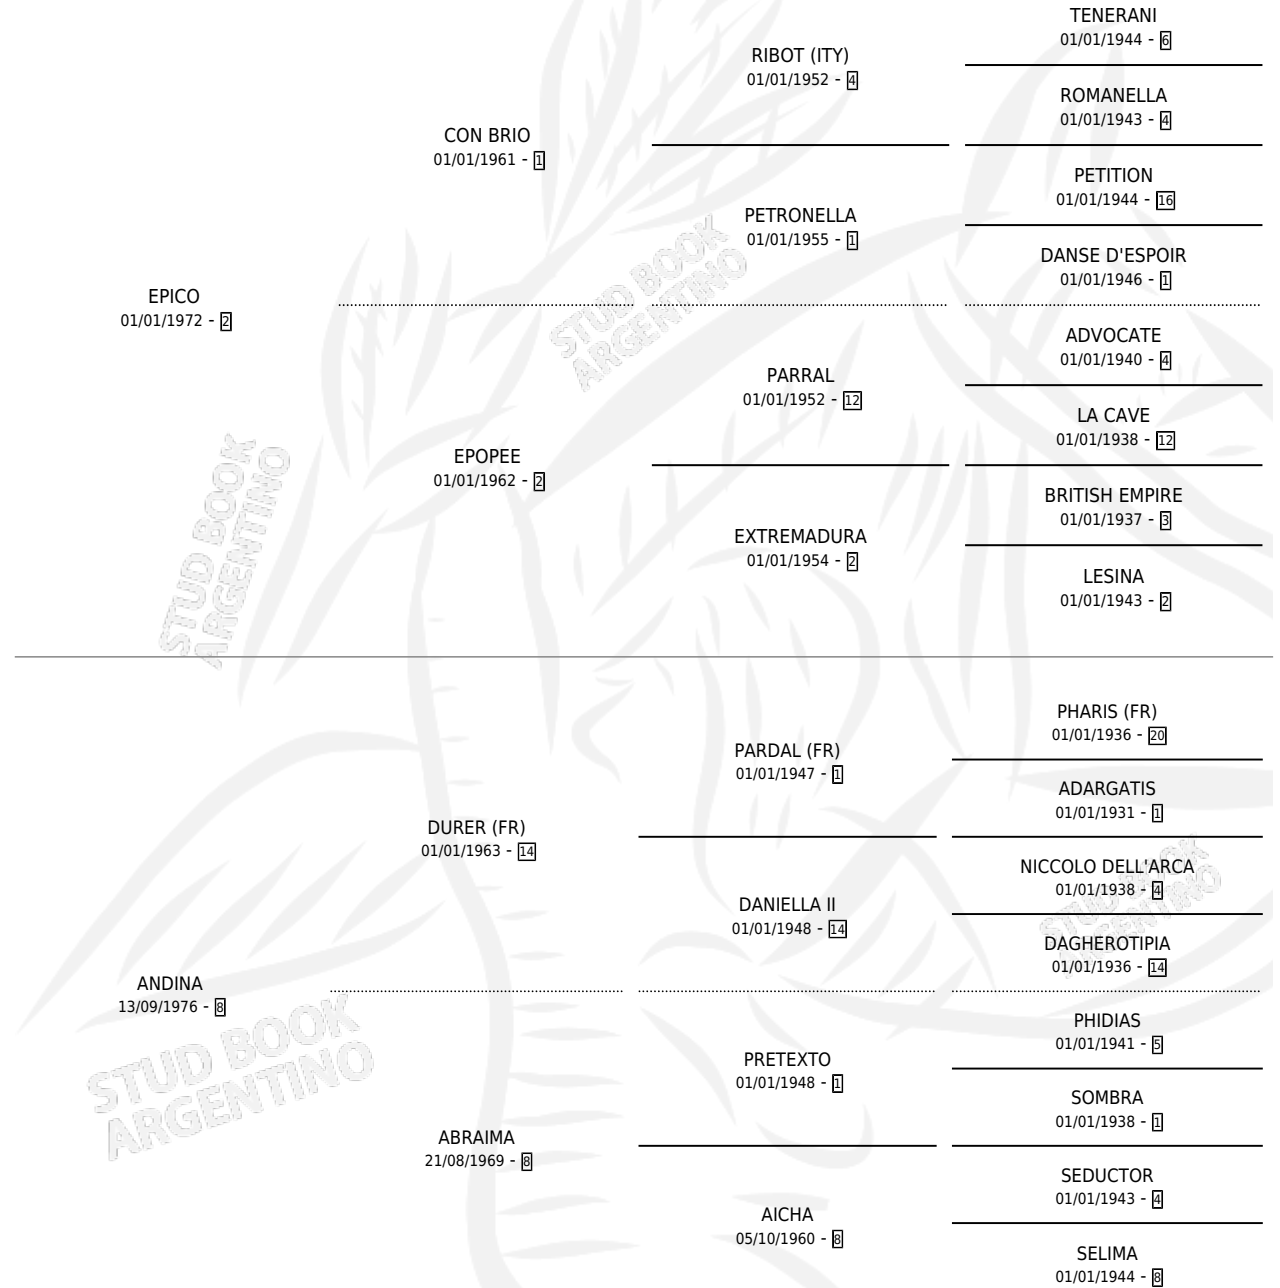 TENERANI
01/01/1944 - 6
RIBOT (ITY)
01/01/1952 - 4
ROMANELLA
01/01/1943 - 4
CON BRIO
01/01/1961 - 1
PETITION
01/01/1944 - 16
PETRONELLA
01/01/1955 - 1
DANSE D'ESPOIR
01/01/1946 - 1
EPICO
01/01/1972 - 2
STUD BOOK
ARGENTINO
ADVOCATE
01/01/1940 - 4
PARRAL
01/01/1952 - 12
LA CAVE
01/01/1938 - 12
EPOPEE
01/01/1962 - 2
BRITISH EMPIRE
01/01/1937 - 3
EXTREMADURA
01/01/1954 - 2
LESINA
01/01/1943 - 2
STUD BOOK
ARGENTINO
PHARIS (FR)
01/01/1936 - 20
PARDAL (FR)
01/01/1947 - 1
ADARGATIS
01/01/1931 - 1
DURER (FR)
01/01/1963 - 14
NICCOLO DELL'ARCA
01/01/1938 - 4
DANIELLA II
01/01/1948 - 14
DAGHEROTIPIA
01/01/1936 - 14
STUD BOOK
ARGENTINO
ANDINA
13/09/1976 - 8
PHIDIAS
01/01/1941 - 5
PRETEXTO
01/01/1948 - 1
SOMBRA
01/01/1938 - 1
STUD BOOK
ARGENTINO
ABRAIMA
21/08/1969 - 8
SEDUCTOR
01/01/1943 - 4
AICHA
05/10/1960 - 8
SELIMA
01/01/1944 - 8